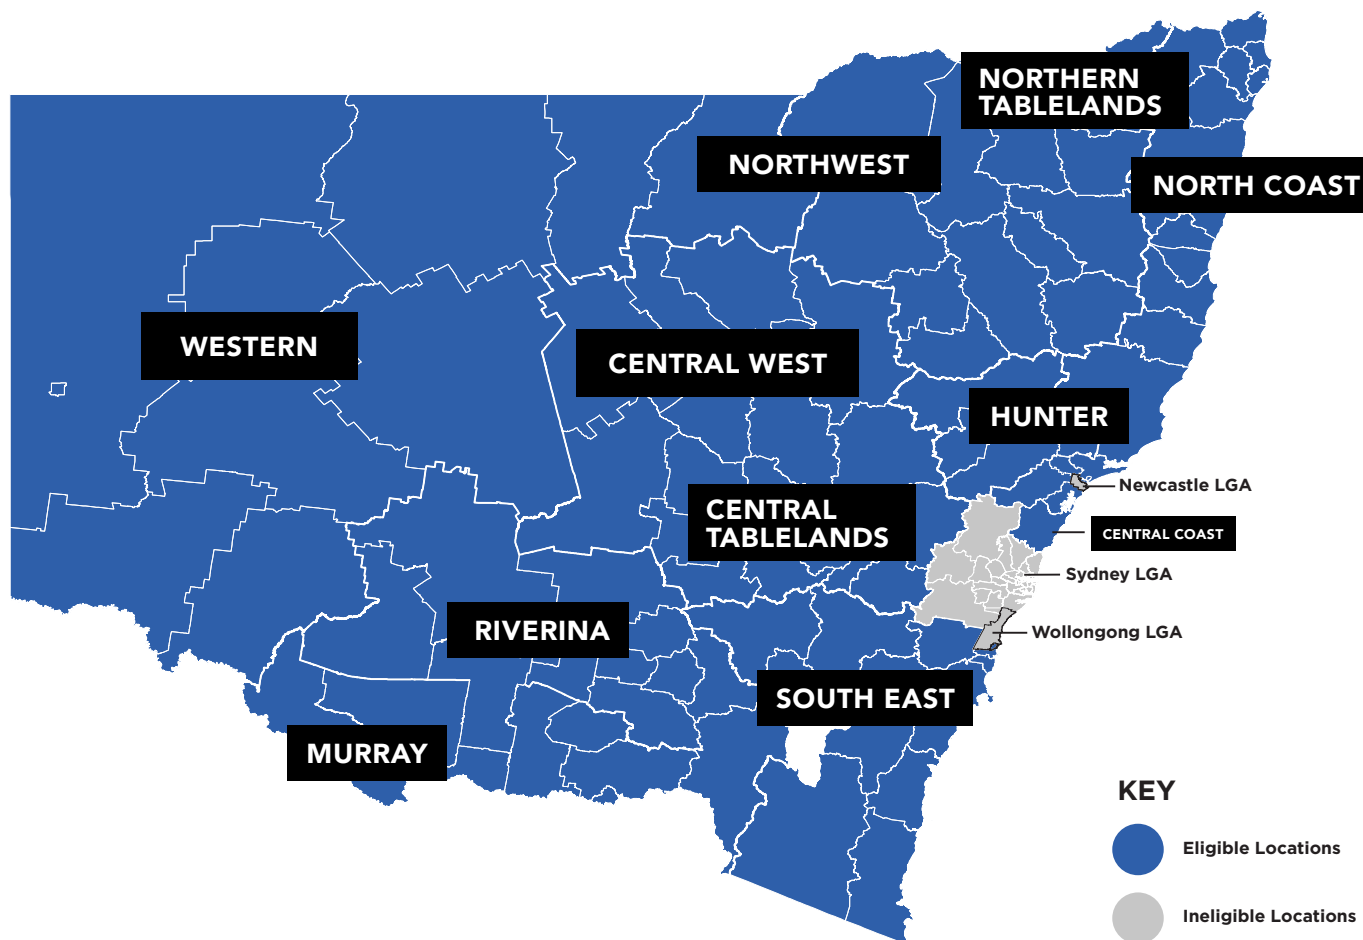 NORTHERN
TABLELANDS
NORTHWEST
NORTH COAST
WESTERN
CENTRAL WEST
HUNTER
Newcastle LGA
CENTRAL
TABLELANDS
CENTRAL COAST
Sydney LGA
RIVERINA
Wollongong LGA
SOUTH EAST
MURRAY
KEY
Eligible Locations
Ineligible Locations